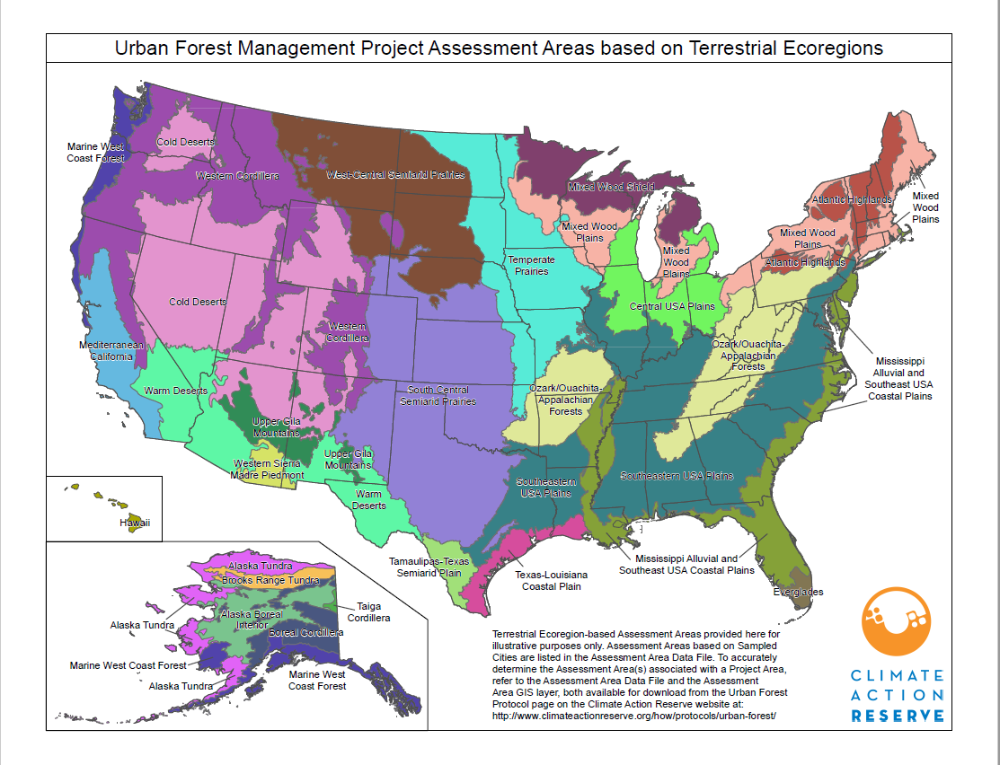 Urban Forest Management Project Assessment Areas based on Terrestrial Ecoregions
Marine West
Coast Forest
Cold Deserts
Western Cordillera
West-Central Semiarid Prairies
Mixed Wood Shield
Atlantic Highlands
Mixed
Wood
Plains
Mixed Wood
Plains
Mixed Wood
Plains
Mixed
Wood
Plains
Temperate
Prairies
Atlantic Highlands
Cold Deserts
Central USA Plains
Western
Cordillera
Mediterranean
California
Ozark/Ouachita-
Appalachian
Forests
Mississippi
Alluvial and
Southeast USA
Coastal Plains
Warm Deserts
South Central
Semiarid Prairies
Ozark/Ouachita-
Appalachian
Forests
Upper Gila
Mountains
Upper Gila
Mountains
Western Sierra
Madre Piedmont
Southeastern
USA Plains
Southeastern USA Plains
Warm
Deserts
Hawaii
Tamaulipas-Texas
Semiarid Plain
Texas-Louisiana
Coastal Plain
Mississippi Alluvial and
Southeast USA Coastal Plains
Everglades
Alaska Tundra
Brooks Range Tundra
Taiga
Cordillera
Alaska Boreal
Interior
Alaska Tundra
Boreal Cordillera
Marine West Coast Forest
Marine West
Coast Forest
Alaska Tundra
Terrestrial Ecoregion-based Assessment Areas provided here for
illustrative purposes only. Assessment Areas based on Sampled
Cities are listed in the Assessment Area Data File. To accurately
determine the Assessment Area(s) associated with a Project Area,
refer to the Assessment Area Data File and the Assessment
Area GIS layer, both available for download from the Urban Forest
Protocol page on the Climate Action Reserve website at:
http://www.climateactionreserve.org/how/protocols/urban-forest/
CLIMATE
ACTION
RESERVE